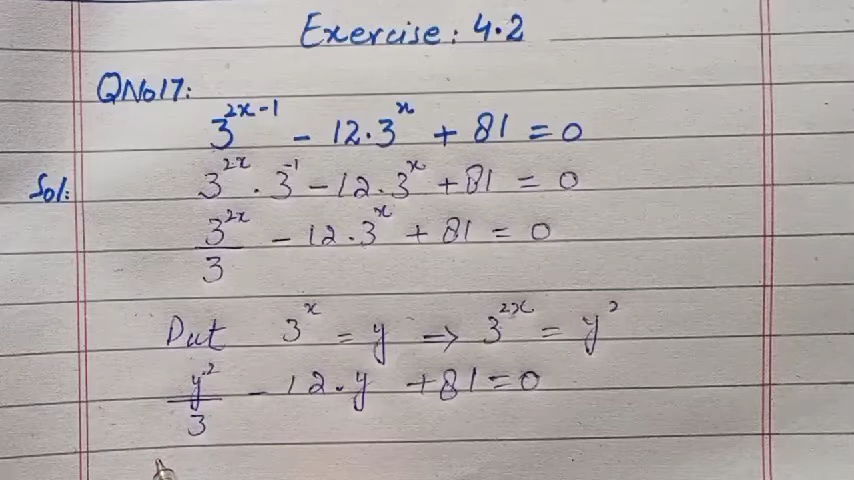 Exercise: 4.2
QNo17:
3^{2x-1} - 12.3^{x} + 81 = 0
Sol: 3^{2x} . 3^{-1} - 12.3^{x} + 81 = 0
3^{2x}/3 - 12.3^{x} + 81 = 0
Put 3^{x} = y → 3^{2x} = y^{2}
y^{2}/3 - 12.y + 81 = 0